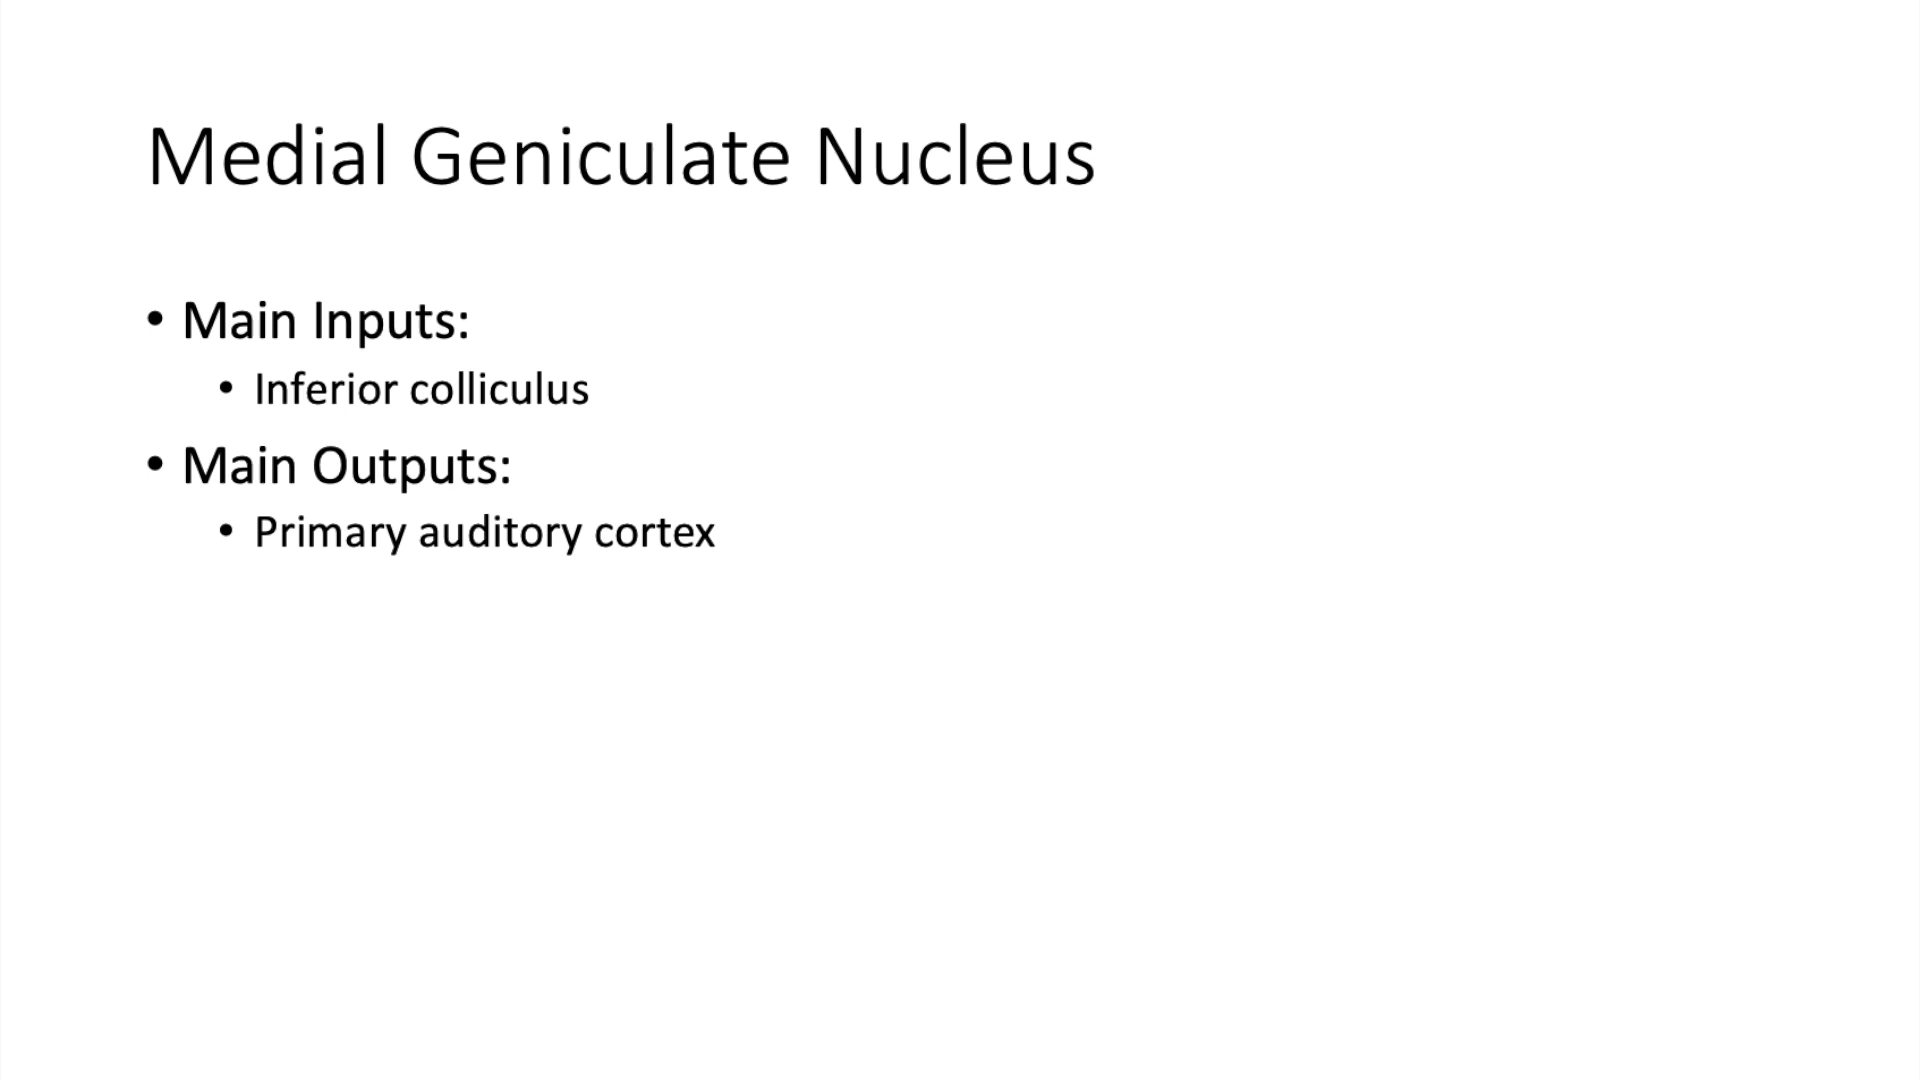 Medial Geniculate Nucleus
• Main Inputs:
• Inferior colliculus
• Main Outputs:
• Primary auditory cortex